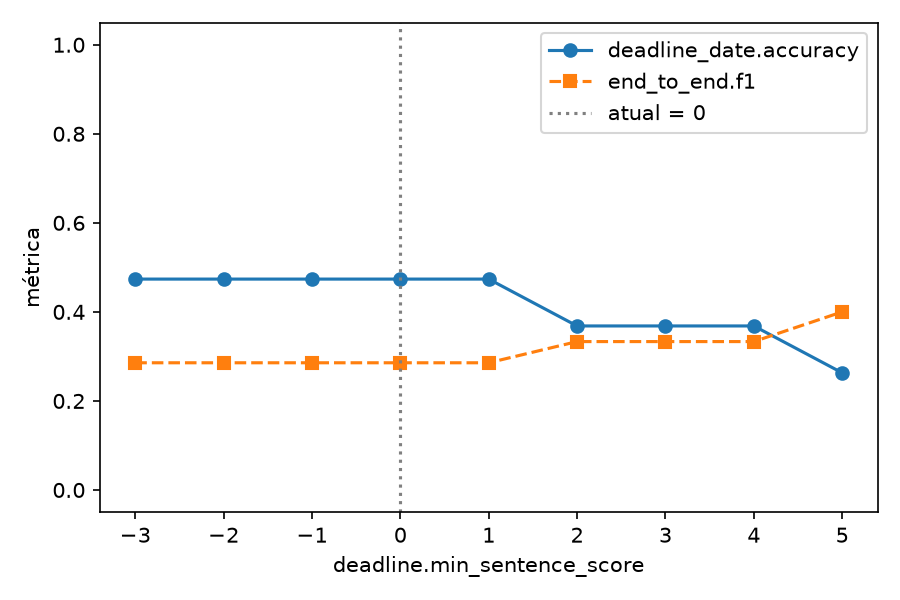 1.0
0.8
0.6
0.4
0.2
0.0
métrica
deadline_date.accuracy
end_to_end.f1
atual = 0
−3 −2 −1 0 1 2 3 4 5
deadline.min_sentence_score